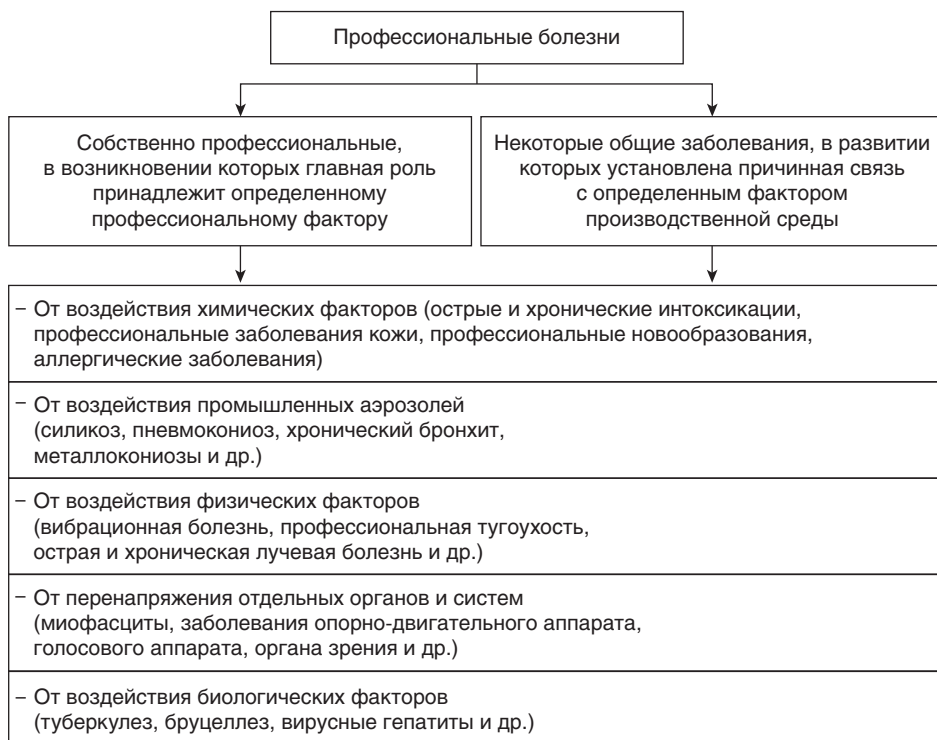 Профессиональные болезни
Собственно профессиональные,
в возникновении которых главная роль
принадлежит определенному
профессиональному фактору
Некоторые общие заболевания, в развитии
которых установлена причинная связь
с определенным фактором
производственной среды
– От воздействия химических факторов (острые и хронические интоксикации,
профессиональные заболевания кожи, профессиональные новообразования,
аллергические заболевания)
– От воздействия промышленных аэрозолей
(силикоз, пневмокониоз, хронический бронхит,
металлокониозы и др.)
– От воздействия физических факторов
(вибрационная болезнь, профессиональная тугоухость,
острая и хроническая лучевая болезнь и др.)
– От перенапряжения отдельных органов и систем
(миофасциты, заболевания опорно-двигательного аппарата,
голосового аппарата, органа зрения и др.)
– От воздействия биологических факторов
(туберкулез, бруцеллез, вирусные гепатиты и др.)